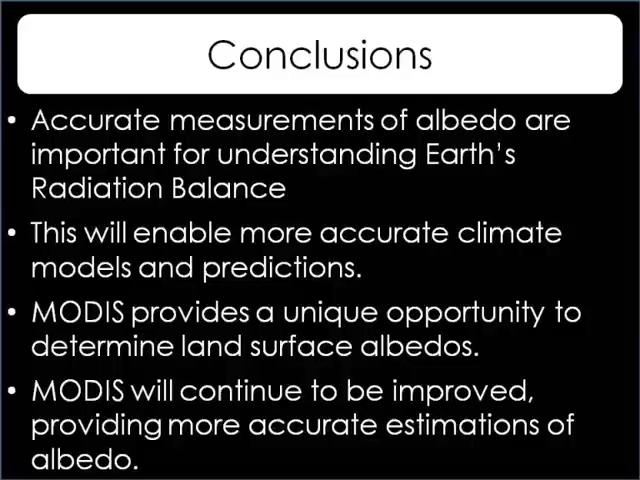 Conclusions
• Accurate measurements of albedo are
important for understanding Earth's
Radiation Balance
• This will enable more accurate climate
models and predictions.
• MODIS provides a unique opportunity to
determine land surface albedos.
• MODIS will continue to be improved,
providing more accurate estimations of
albedo.